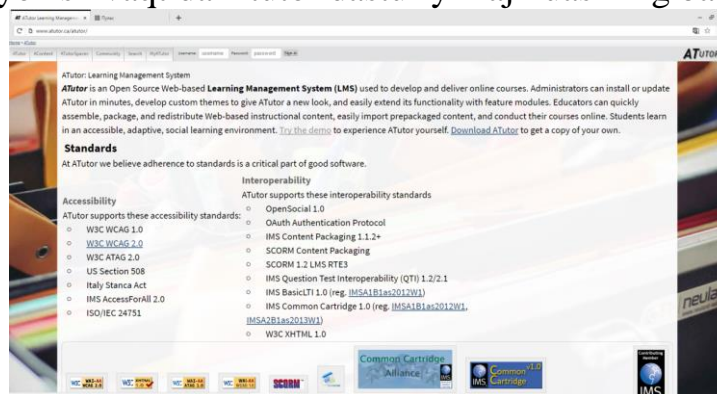 ATutor Learning Manageme
www.atutor.ca/atutor/
ATUTOR
ATutor: Learning Management System
ATutor is an Open Source Web-based Learning Management System (LMS) used to develop and deliver online courses. Administrators can install or update
ATutor in minutes, develop custom themes to give ATutor a new look, and easily extend its functionality with feature modules. Educators can quickly
assemble, package, and redistribute Web-based instructional content, easily import prepackaged content, and conduct their courses online. Students learn
in an accessible, adaptive, social learning environment. Try the demo to experience ATutor yourself. Download ATutor to get a copy of your own.
Standards
At ATutor we believe adherence to standards is a critical part of good software.
Accessibility
ATutor supports these accessibility standards:
W3C WCAG 1.0
W3C WCAG 2.0
W3C ATAG 2.0
US Section 508
Italy Stanca Act
IMS AccessForAll 2.0
ISO/IEC 24751
Interoperability
ATutor supports these interoperability standards
OpenSocial 1.0
OAuth Authentication Protocol
IMS Content Packaging 1.1.2+
SCORM Content Packaging
SCORM 1.2 LMS RTE3
IMS Question Test Interoperability (QTI) 1.2/2.1
IMS BasicLTI 1.0 (reg. IMSA1B1as2012W1)
IMS Common Cartridge 1.0 (reg. IMSA1B1as2012W1,
IMSA2B1as2013W1)
W3C XHTML 1.0
SCORM
Common Cartridge
Alliance
IMS
Common v1.0
Cartridge
Contributing
Member
IMS
neula